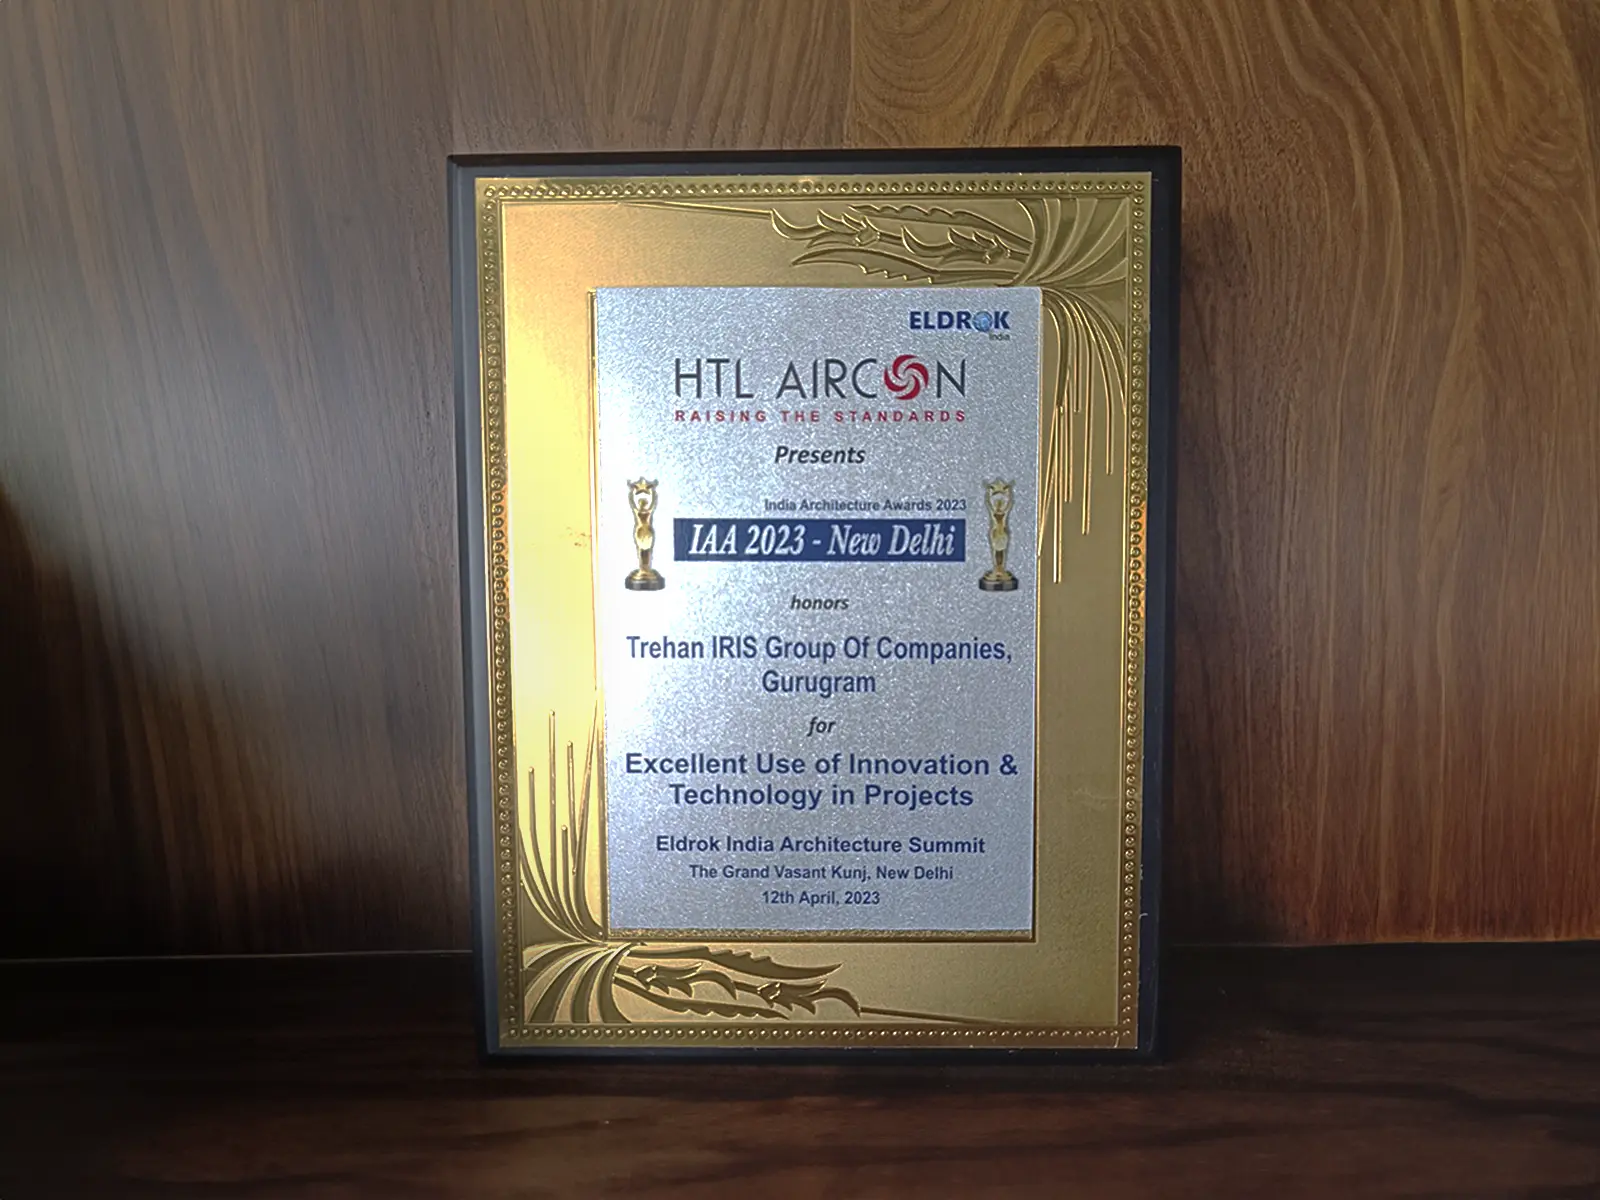 ELDROK
India
HTL AIRCON
RAISING THE STANDARDS
Presents
India Architecture Awards 2023
IAA 2023 - New Delhi
honors
Trehan IRIS Group Of Companies,
Gurugram
for
Excellent Use of Innovation &
Technology in Projects
Eldrok India Architecture Summit
The Grand Vasant Kunj, New Delhi
12th April, 2023